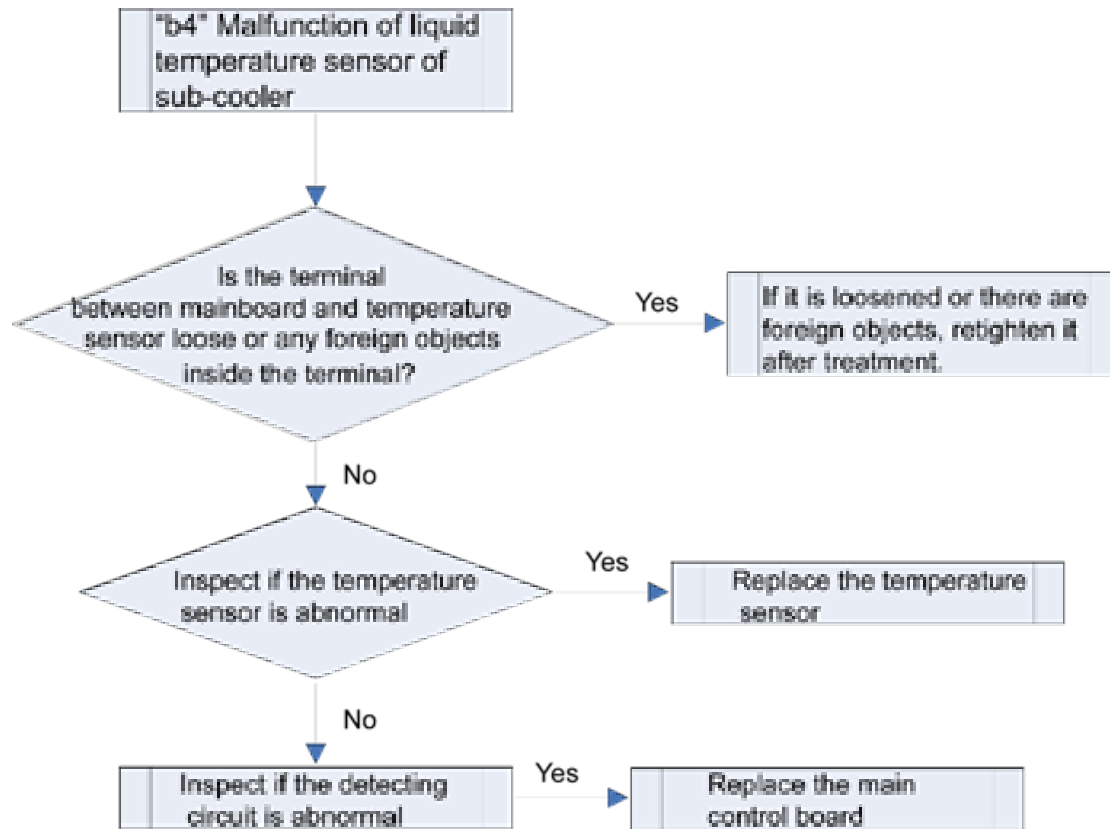 "b4" Malfunction of liquid
temperature sensor of
sub-cooler
Is the terminal
between mainboard and temperature
sensor loose or any foreign objects
inside the terminal?
Yes
If it is loosened or there are
foreign objects, retighten it
after treatment.
No
Inspect if the temperature
sensor is abnormal
Yes
Replace the temperature
sensor
No
Inspect if the detecting
circuit is abnormal
Yes
Replace the main
control board